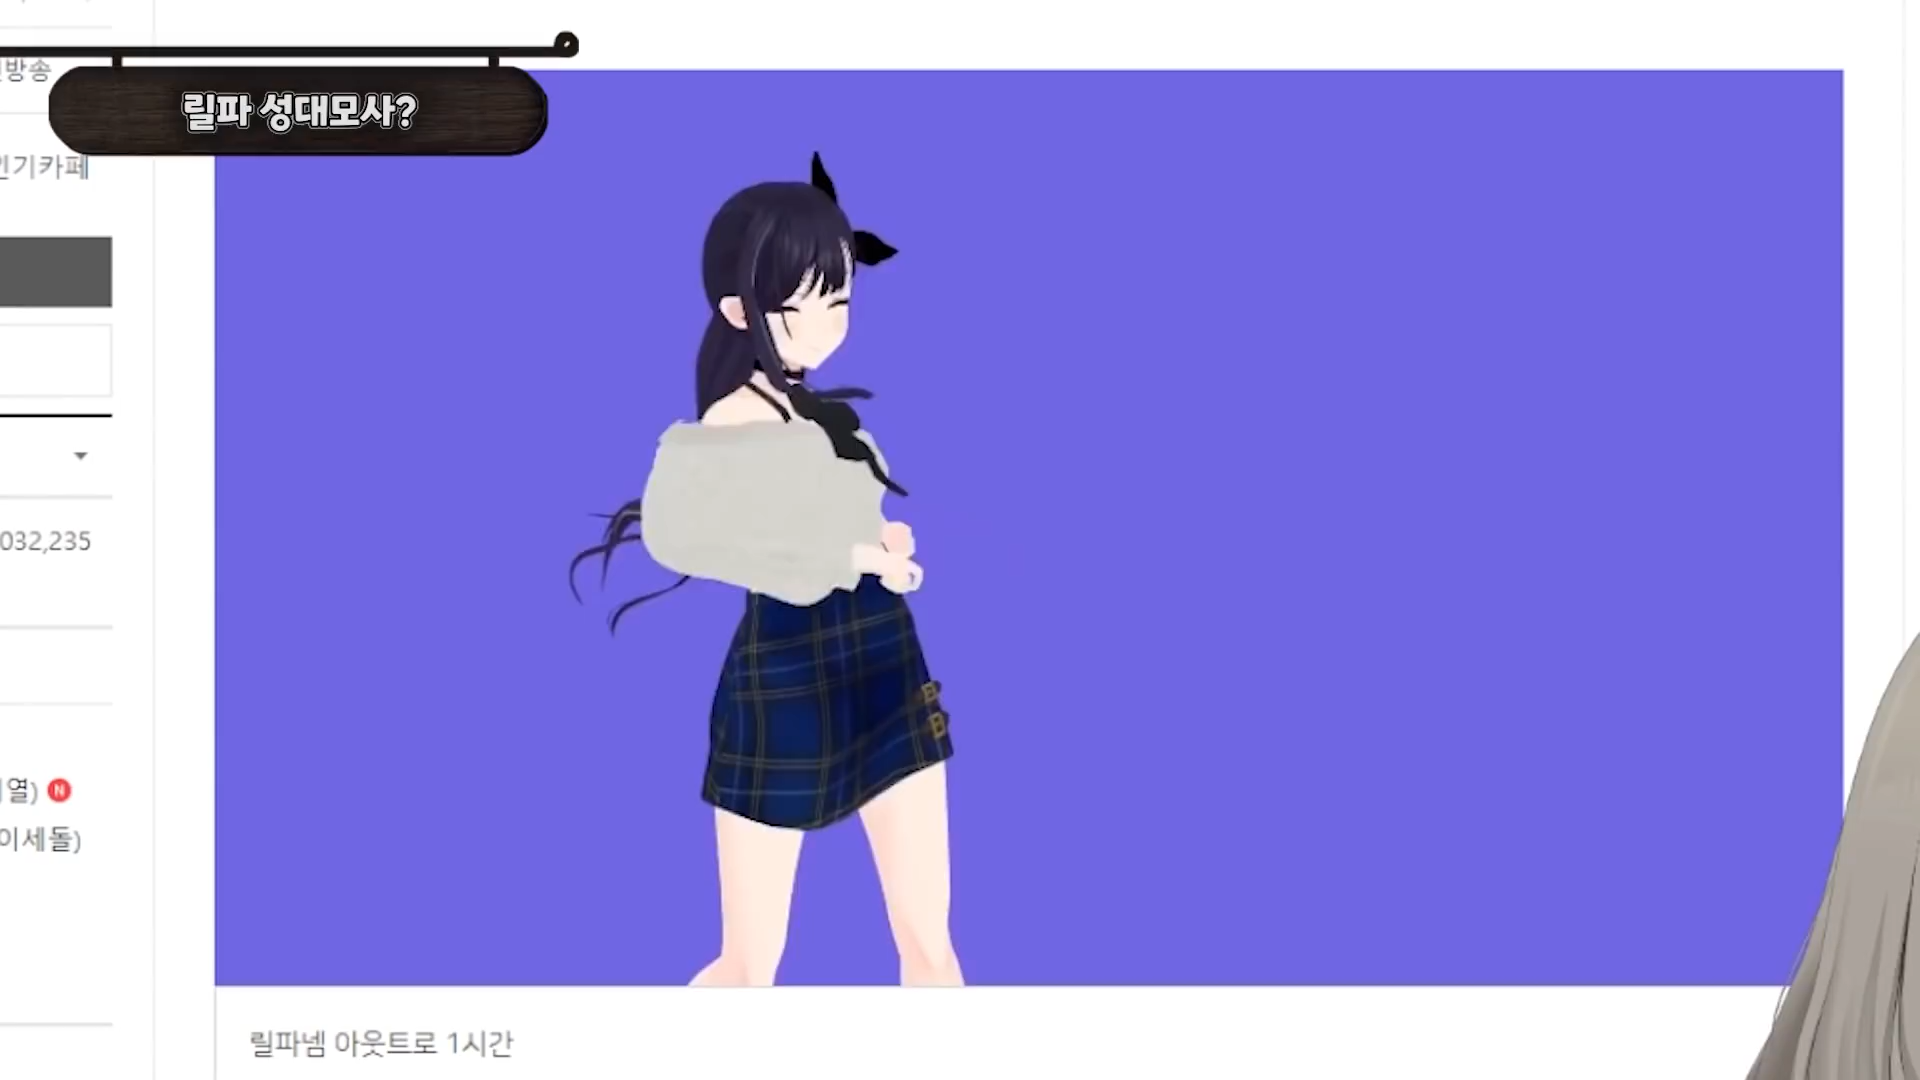 방송
릴파 성대모사?
인기카페
032,235
열) N
이세돌)
릴파넴 아웃트로 1시간